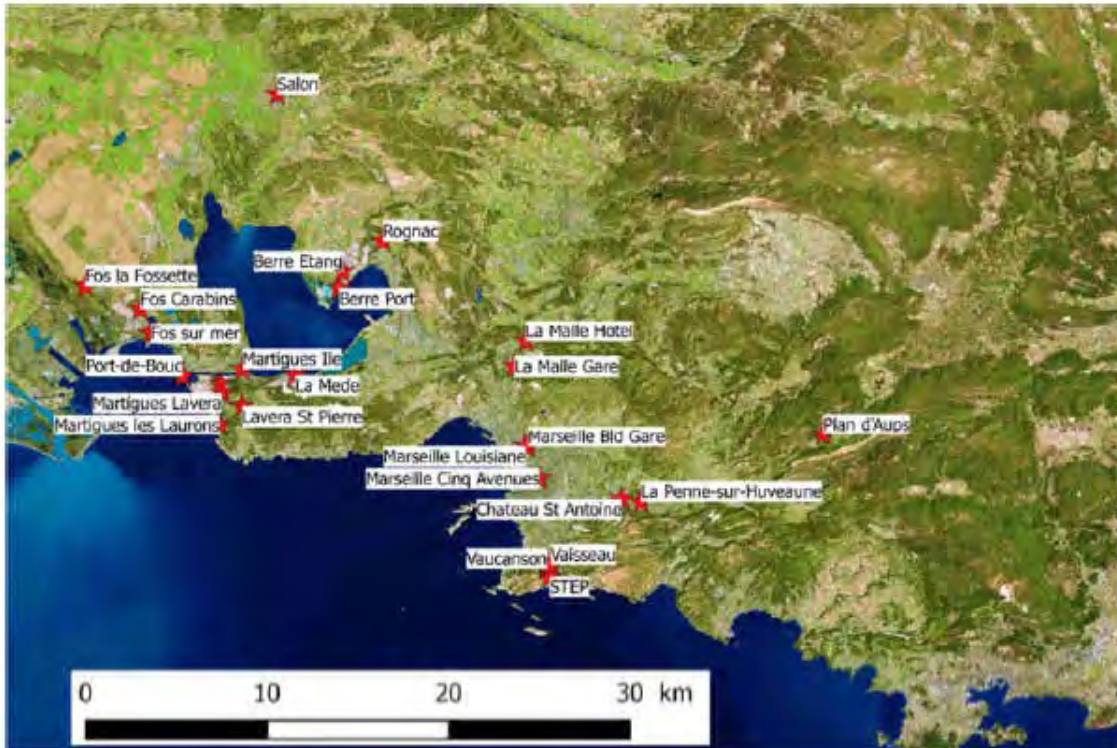 Salon
Rognac
Berre Etang
Fos la Fossette
Berre Port
Fos Carabins
Fos sur mer
La Malle Hotel
Martigues Ile
Port-de-Bouc
La Malle Gare
La Mede
Martigues Lavera
Lavera St Pierre
Martigues les Laurons
Plan d'Aups
Marseille Bld Gare
Marseille Louisiane
Marseille Cinq Avenues
La Penne-sur-Huveaune
Chateau St Antoine
Vaisseau
Vaucanson
STEP
0 10 20 30 km